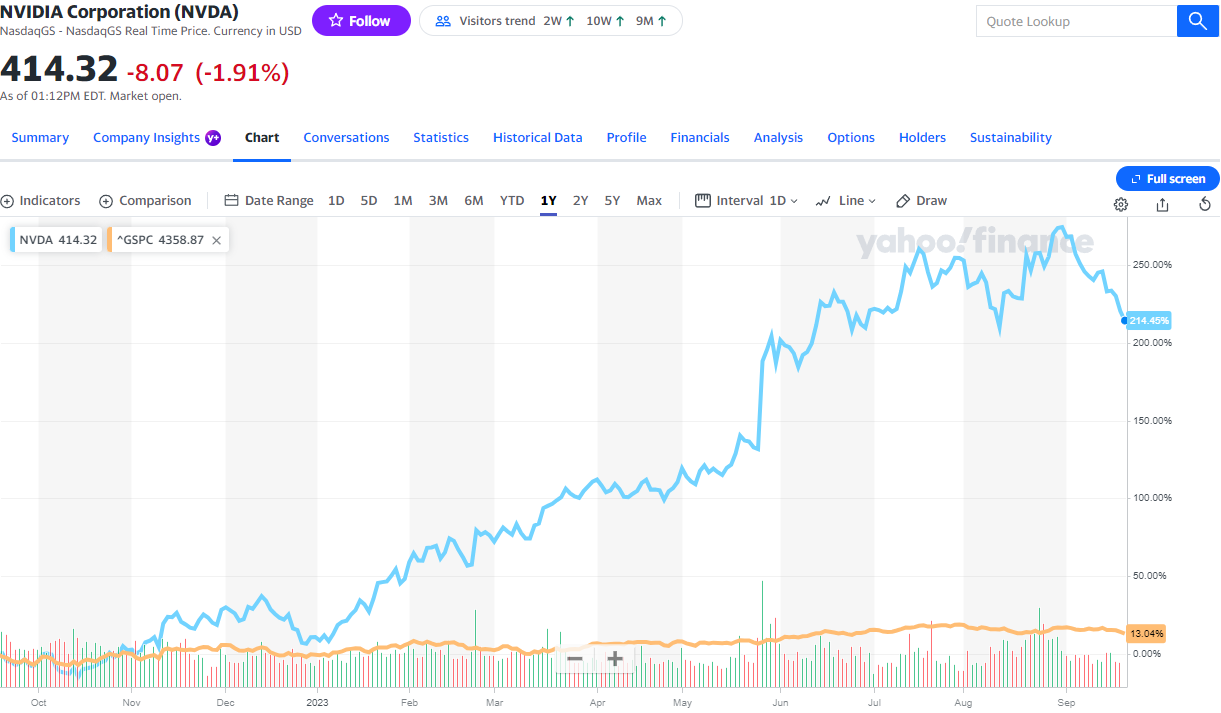 NVIDIA Corporation (NVDA)
NasdaqGS - NasdaqGS Real Time Price. Currency in USD
Follow
Visitors trend 2W ↑ 10W ↑ 9M ↑
Quote Lookup
414.32 -8.07 (-1.91%)
As of 01:12PM EDT. Market open.
Summary Company Insights y+ Chart Conversations Statistics Historical Data Profile Financials Analysis Options Holders Sustainability
Full screen
Indicators Comparison Date Range 1D 5D 1M 3M 6M YTD 1Y 2Y 5Y Max Interval 1D Line Draw
NVDA 414.32 ^GSPC 4358.87 ×
yahoo!finance
250.00%
214.45%
200.00%
150.00%
100.00%
50.00%
13.04%
0.00%
Oct Nov Dec 2023 Feb Mar Apr May Jun Jul Aug Sep